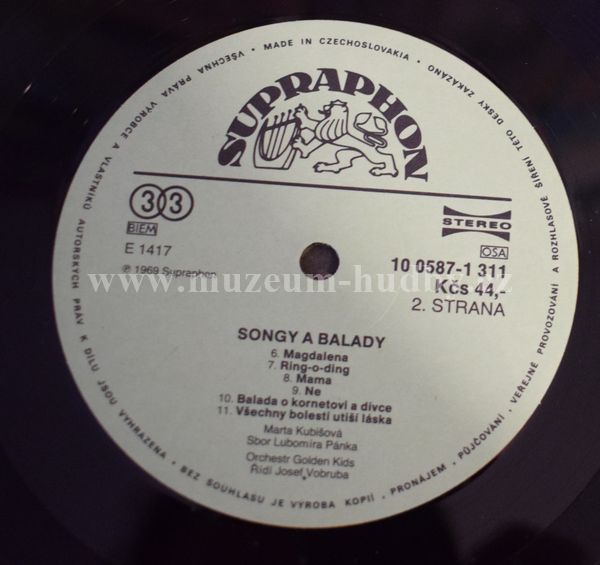 MADE IN CZECHOSLOVAKIA • VŠECHNA PRÁVA VÝROBCE A VLASTNÍKŮ AUTORSKÝCH PRÁV K DÍLU JSOU VYHRAZENA • BEZ SOUHLASU JE VÝROBA KOPIÍ • PRONÁJEM • PŮJČOVÁNÍ • VEŘEJNÉ PROVOZOVÁNÍ A ROZHLASOVÉ ŠÍŘENÍ TÉTO DESKY ZAKÁZÁNO
SUPRAPHON
33
BIEM
E 1417
℗ 1969 Supraphon
STEREO
OSA
10 0587-1 311
Kčs 44,-
2. STRANA
www.muzeum-hudby.cz
SONGY A BALADY
6. Magdalena
7. Ring-o-ding
8. Mama
9. Ne
10. Balada o kornetovi a dívce
11. Všechny bolesti utiší láska
Marta Kubišová
Sbor Lubomíra Pánka
Orchestr Golden Kids
Řídí Josef Vobruba